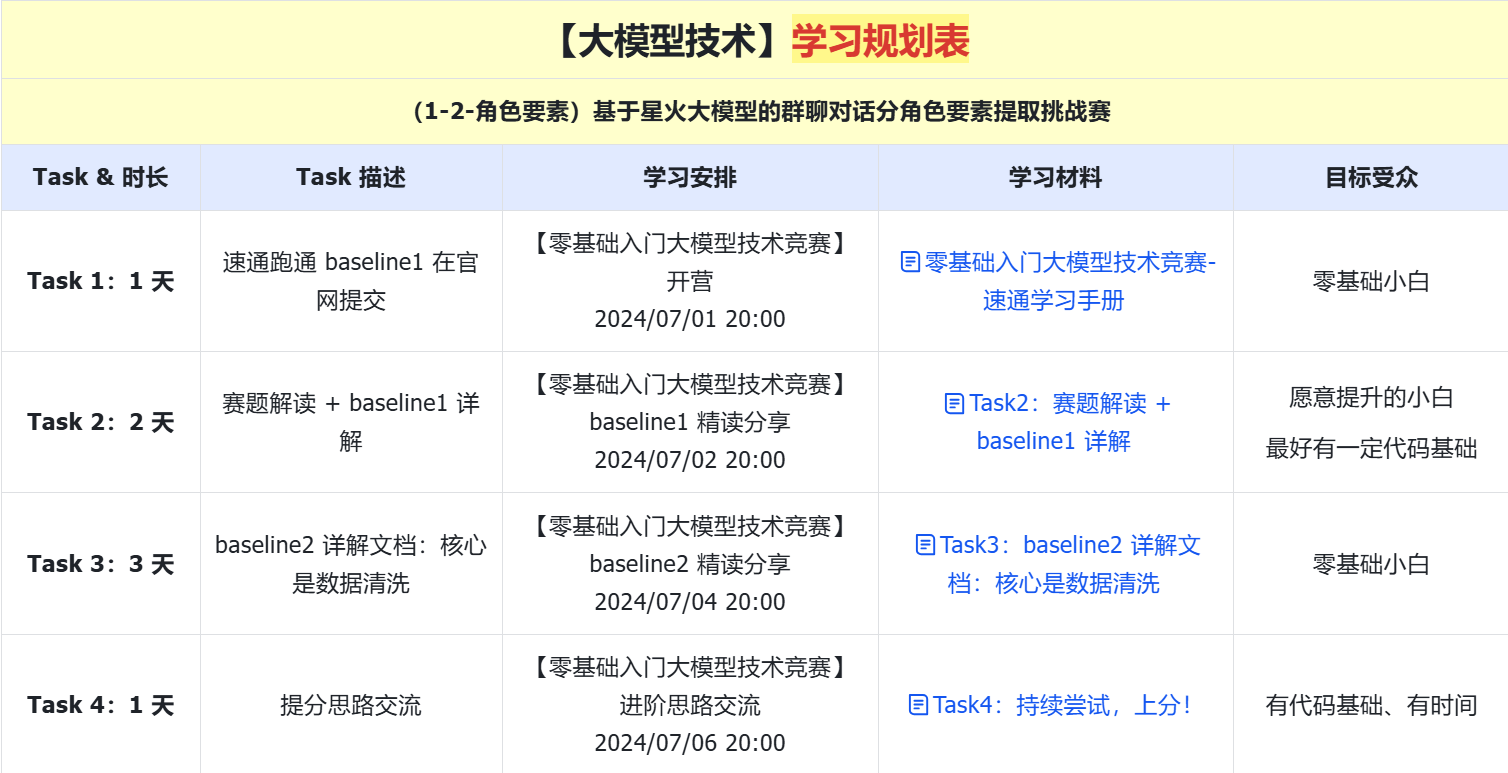 【大模型技术】学习规划表
（1-2-角色要素）基于星火大模型的群聊对话分角色要素提取挑战赛
Task & 时长
Task 描述
学习安排
学习材料
目标受众
Task 1：1 天
速通跑通 baseline1 在官
网提交
【零基础入门大模型技术竞赛】
开营
2024/07/01 20:00
零基础入门大模型技术竞赛-
速通学习手册
零基础小白
Task 2：2 天
赛题解读 + baseline1 详
解
【零基础入门大模型技术竞赛】
baseline1 精读分享
2024/07/02 20:00
Task2：赛题解读 +
baseline1 详解
愿意提升的小白
最好有一定代码基础
Task 3：3 天
baseline2 详解文档：核心
是数据清洗
【零基础入门大模型技术竞赛】
baseline2 精读分享
2024/07/04 20:00
Task3：baseline2 详解文
档：核心是数据清洗
零基础小白
Task 4：1 天
提分思路交流
【零基础入门大模型技术竞赛】
进阶思路交流
2024/07/06 20:00
Task4：持续尝试，上分！
有代码基础、有时间